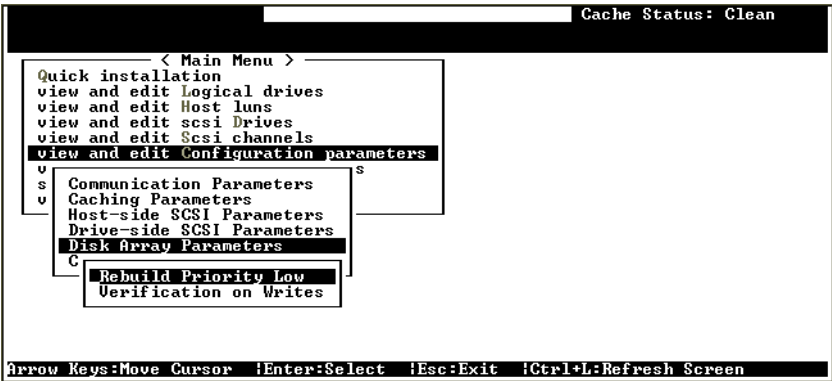 Cache Status: Clean
< Main Menu >
Quick installation
view and edit Logical drives
view and edit Host luns
view and edit scsi Drives
view and edit Scsi channels
view and edit Configuration parameters
v s
s Communication Parameters
v Caching Parameters
Host-side SCSI Parameters
Drive-side SCSI Parameters
Disk Array Parameters
C
Rebuild Priority Low
Verification on Writes
Arrow Keys:Move Cursor |Enter:Select |Esc:Exit |Ctrl+L:Refresh Screen